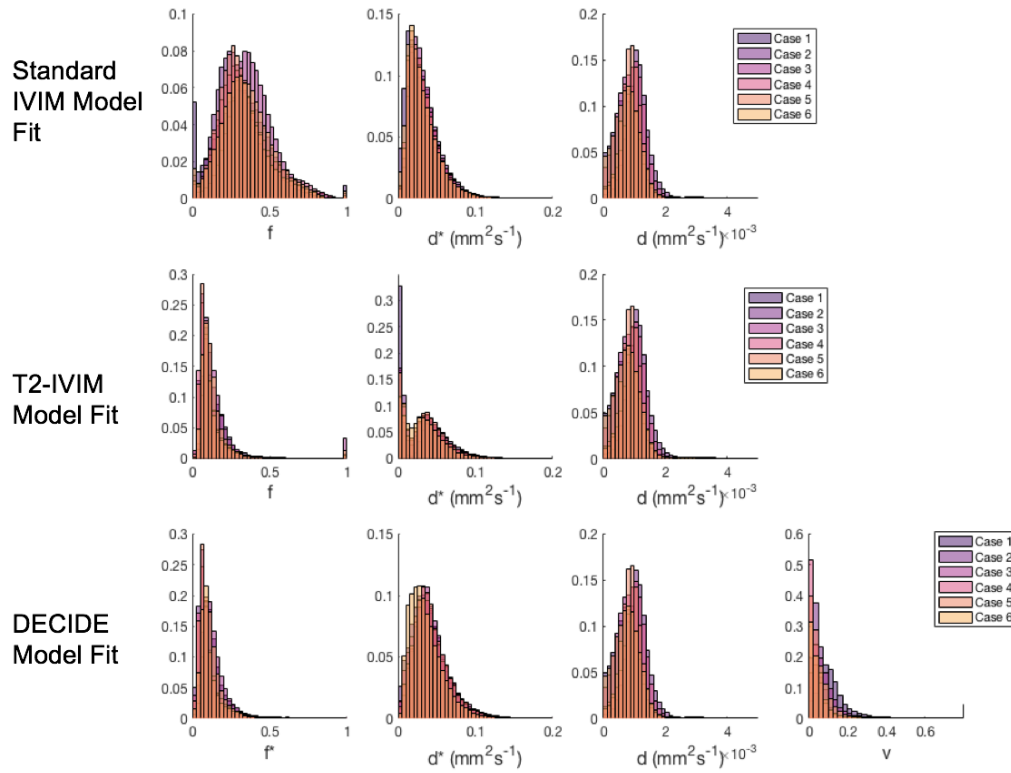 Standard
IVIM Model
Fit
0.1
0.08
0.06
0.04
0.02
0
0 0.5 1
f
0.15
0.1
0.05
0
0 0.1 0.2
d* (mm²s⁻¹)
0.2
0.15
0.1
0.05
0
0 2 4
d (mm²s⁻¹) ×10⁻³
Case 1
Case 2
Case 3
Case 4
Case 5
Case 6
T2-IVIM
Model Fit
0.3
0.25
0.2
0.15
0.1
0.05
0
0 0.5 1
f
0.3
0.25
0.2
0.15
0.1
0.05
0
0 0.1 0.2
d* (mm²s⁻¹)
0.2
0.15
0.1
0.05
0
0 2 4
d (mm²s⁻¹) ×10⁻³
Case 1
Case 2
Case 3
Case 4
Case 5
Case 6
DECIDE
Model Fit
0.3
0.25
0.2
0.15
0.1
0.05
0
0 0.5 1
f*
0.15
0.1
0.05
0
0 0.1 0.2
d* (mm²s⁻¹)
0.2
0.15
0.1
0.05
0
0 2 4
d (mm²s⁻¹) ×10⁻³
0.6
0.5
0.4
0.3
0.2
0.1
0
0 0.2 0.4 0.6
v
Case 1
Case 2
Case 3
Case 4
Case 5
Case 6